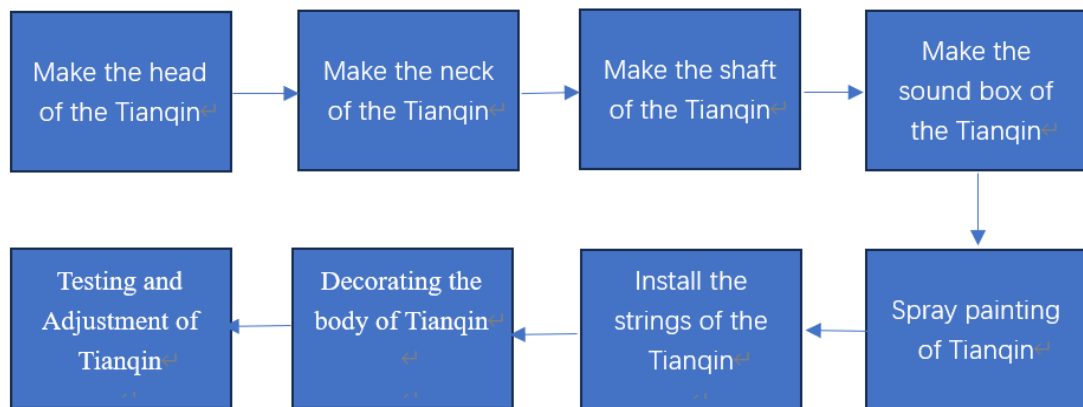 Make the head
of the Tianqin↵
Make the neck
of the Tianqin↵
Make the shaft
of the Tianqin↵
Make the
sound box of
the Tianqin↵
Spray painting
of Tianqin↵
Install the
strings of the
Tianqin↵
Decorating the
body of Tianqin↵
↵
↵
Testing and
Adjustment of
Tianqin↵
↵